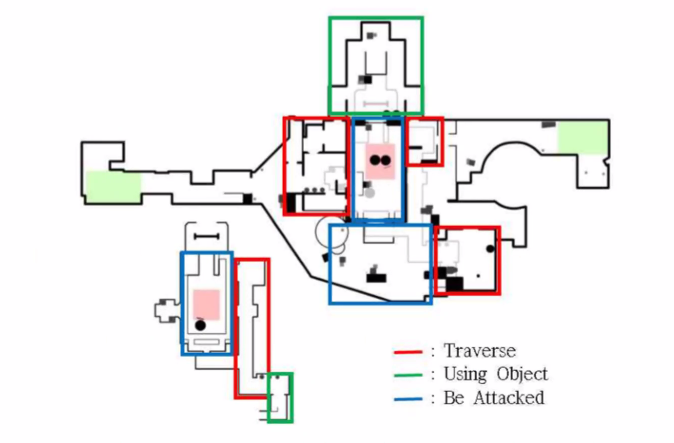 : Traverse
: Using Object
: Be Attacked